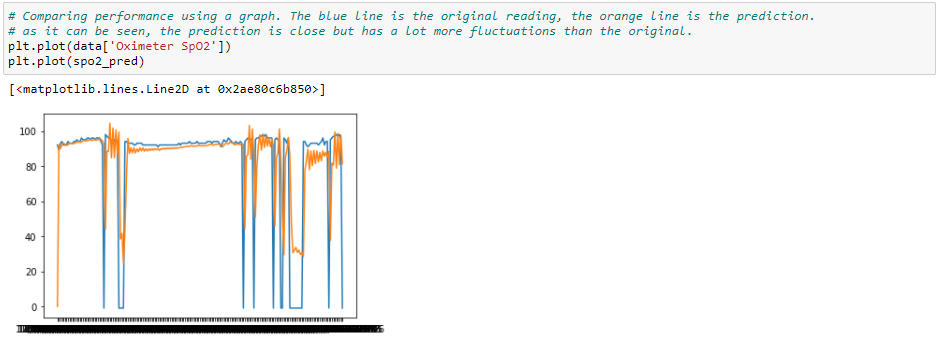 # Comparing performance using a graph. The blue line is the original reading, the orange line is the prediction.
# as it can be seen, the prediction is close but has a lot more fluctuations than the original.
plt.plot(data['Oximeter SpO2'])
plt.plot(spo2_pred)
[<matplotlib.lines.Line2D at 0x2ae80c6b850>]
100
80
60
40
20
0